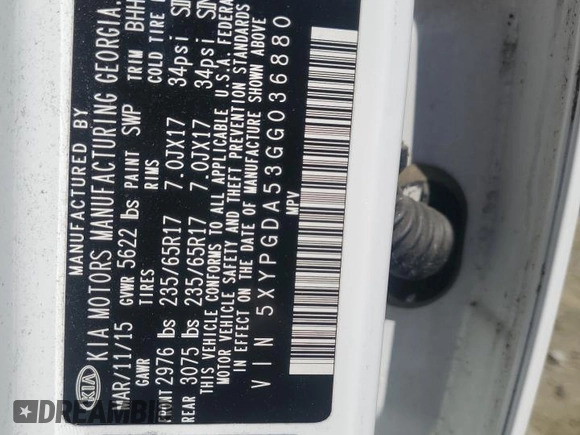 KIA
MANUFACTURED BY
KIA MOTORS MANUFACTURING GEORGIA,
MAR/11/15 GVWR 5622 lbs PAINT SWP TRIM BHH
GAWR TIRES RIMS COLD TIRE
FRONT 2976 lbs 235/65R17 7.0JX17 34psi
REAR 3075 lbs 235/65R17 7.0JX17 34psi
THIS VEHICLE CONFORMS TO ALL APPLICABLE U.S.A. FEDERA
MOTOR VEHICLE SAFETY AND THEFT PREVENTION STANDARDS
IN EFFECT ON THE DATE OF MANUFACTURE SHOWN ABOVE
VIN 5XYPGDA53GG036880
MPV
DREAMBI